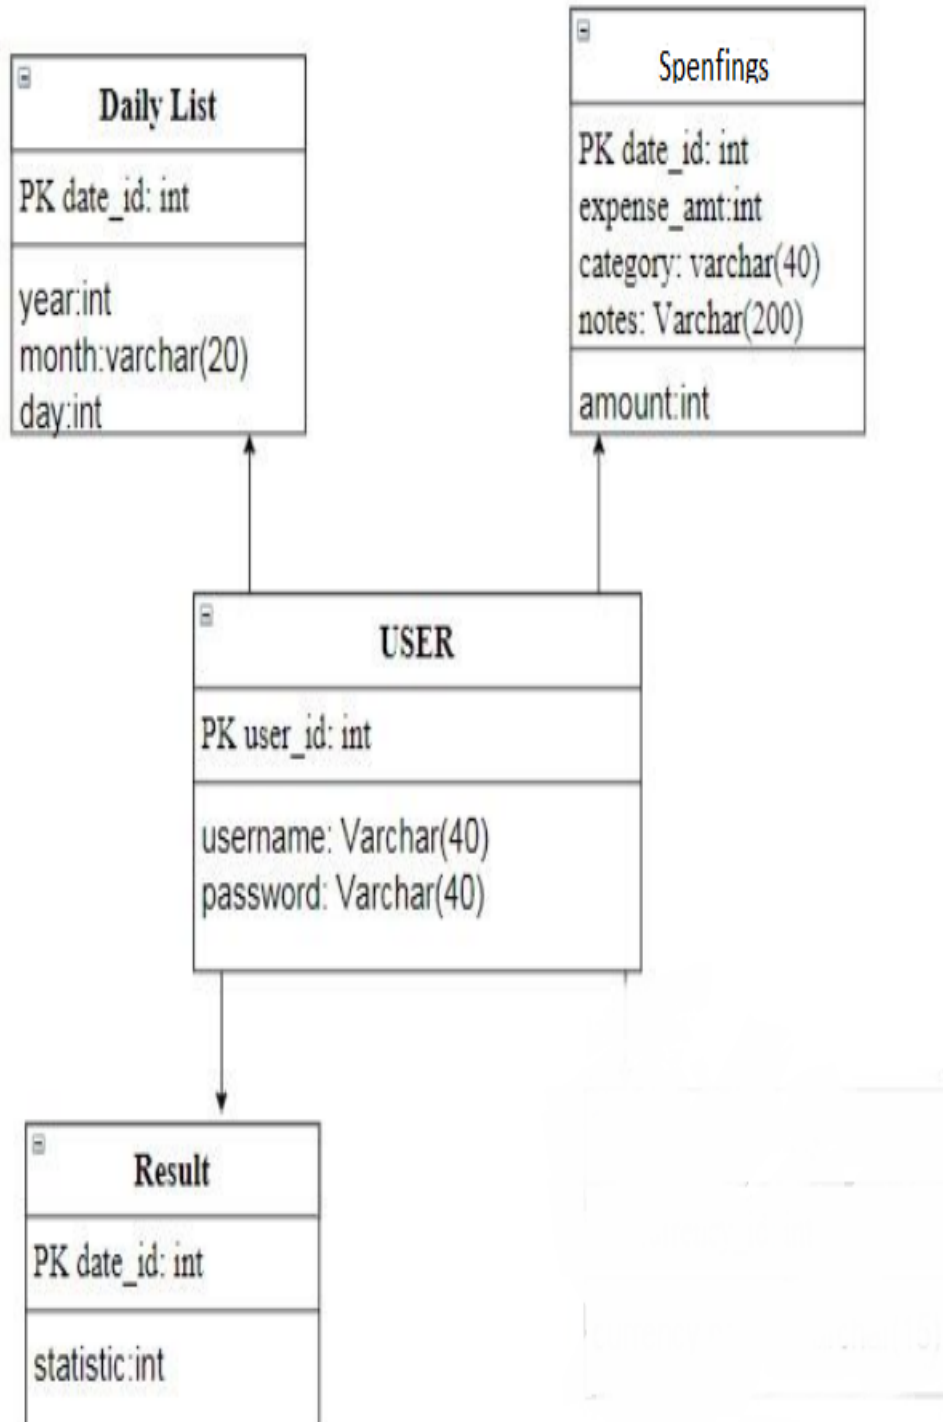 Daily List
PK date_id: int
year:int
month:varchar(20)
day:int
Spenfings
PK date_id: int
expense_amt:int
category: varchar(40)
notes: Varchar(200)
amount:int
USER
PK user_id: int
username: Varchar(40)
password: Varchar(40)
Result
PK date_id: int
statistic:int